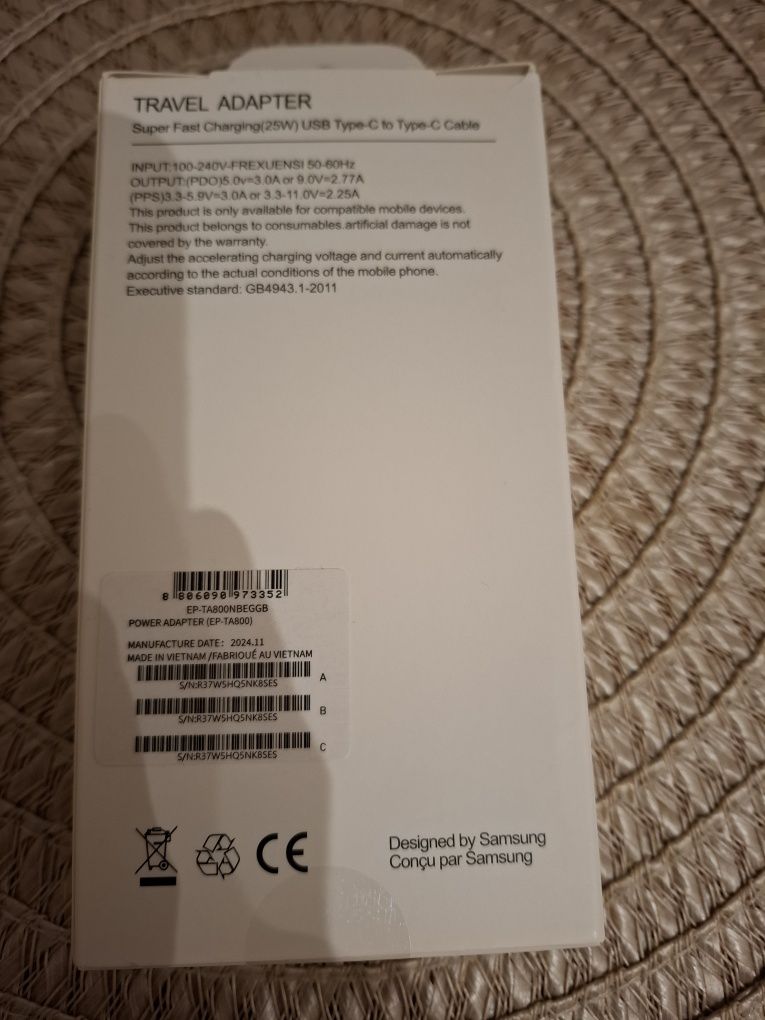 TRAVEL ADAPTER
Super Fast Charging(25W) USB Type-C to Type-C Cable
INPUT:100-240V-FREXUENSI 50-60Hz
OUTPUT:(PDO)5.0v=3.0A or 9.0V=2.77A
(PPS)3.3-5.9V=3.0A or 3.3-11.0V=2.25A
This product is only available for compatible mobile devices.
This product belongs to consumables.artificial damage is not
covered by the warranty.
Adjust the accelerating charging voltage and current automatically
according to the actual conditions of the mobile phone.
Executive standard: GB4943.1-2011
8 806090 973352
EP-TA800NBEGGB
POWER ADAPTER (EP-TA800)
MANUFACTURE DATE: 2024.11
MADE IN VIETNAM /FABRIQUÉ AU VIETNAM
A
S/N:R37W5HQ5NK8SES
B
S/N:R37W5HQ5NK8SES
C
S/N:R37W5HQ5NK8SES
CE
Designed by Samsung
Conçu par Samsung